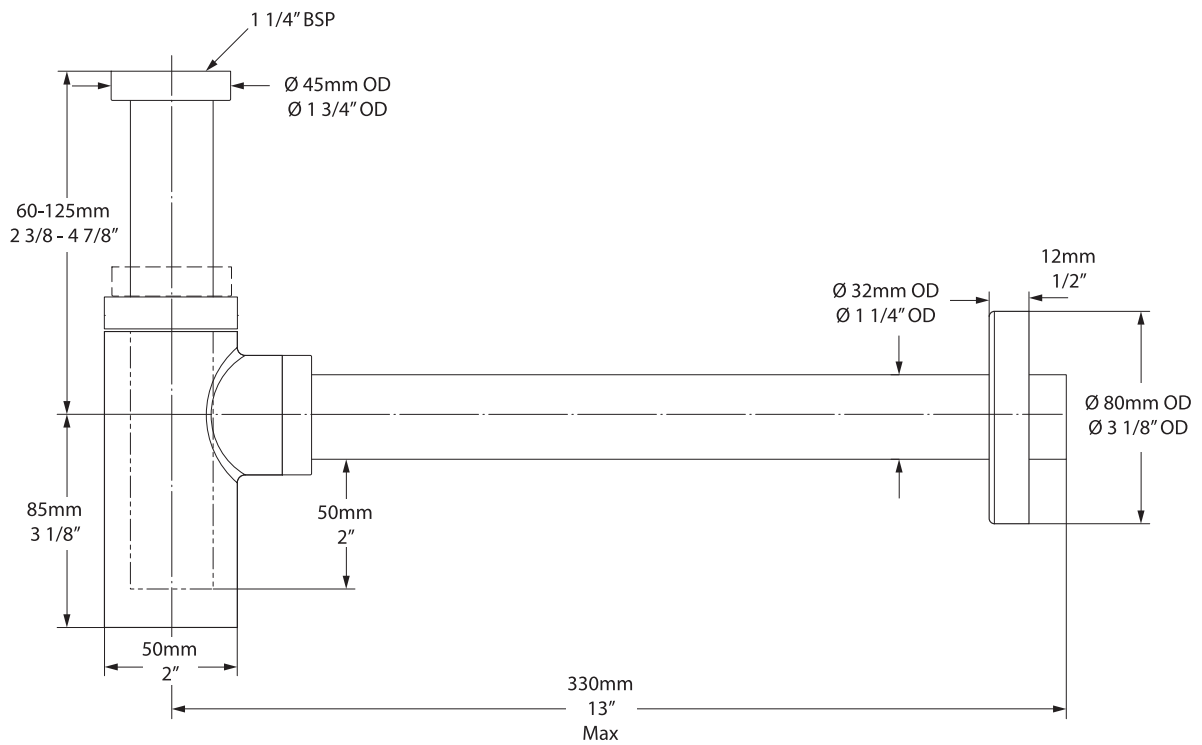 1 1/4” BSP
Ø 45mm OD
Ø 1 3/4” OD
60-125mm
2 3/8 - 4 7/8”
12mm
1/2”
Ø 32mm OD
Ø 1 1/4” OD
Ø 80mm OD
Ø 3 1/8” OD
85mm
3 1/8”
50mm
2”
50mm
2”
330mm
13”
Max